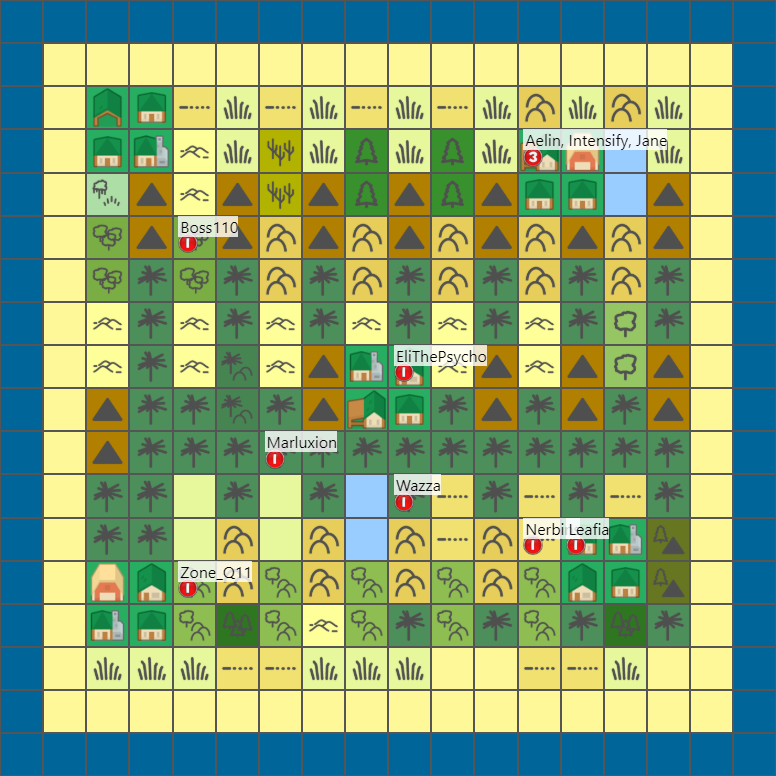 Aelin, Intensify, Jane
3
Boss110
EliThePsycho
Marluxion
Wazza
Nerbi Leafia
Zone_Q11